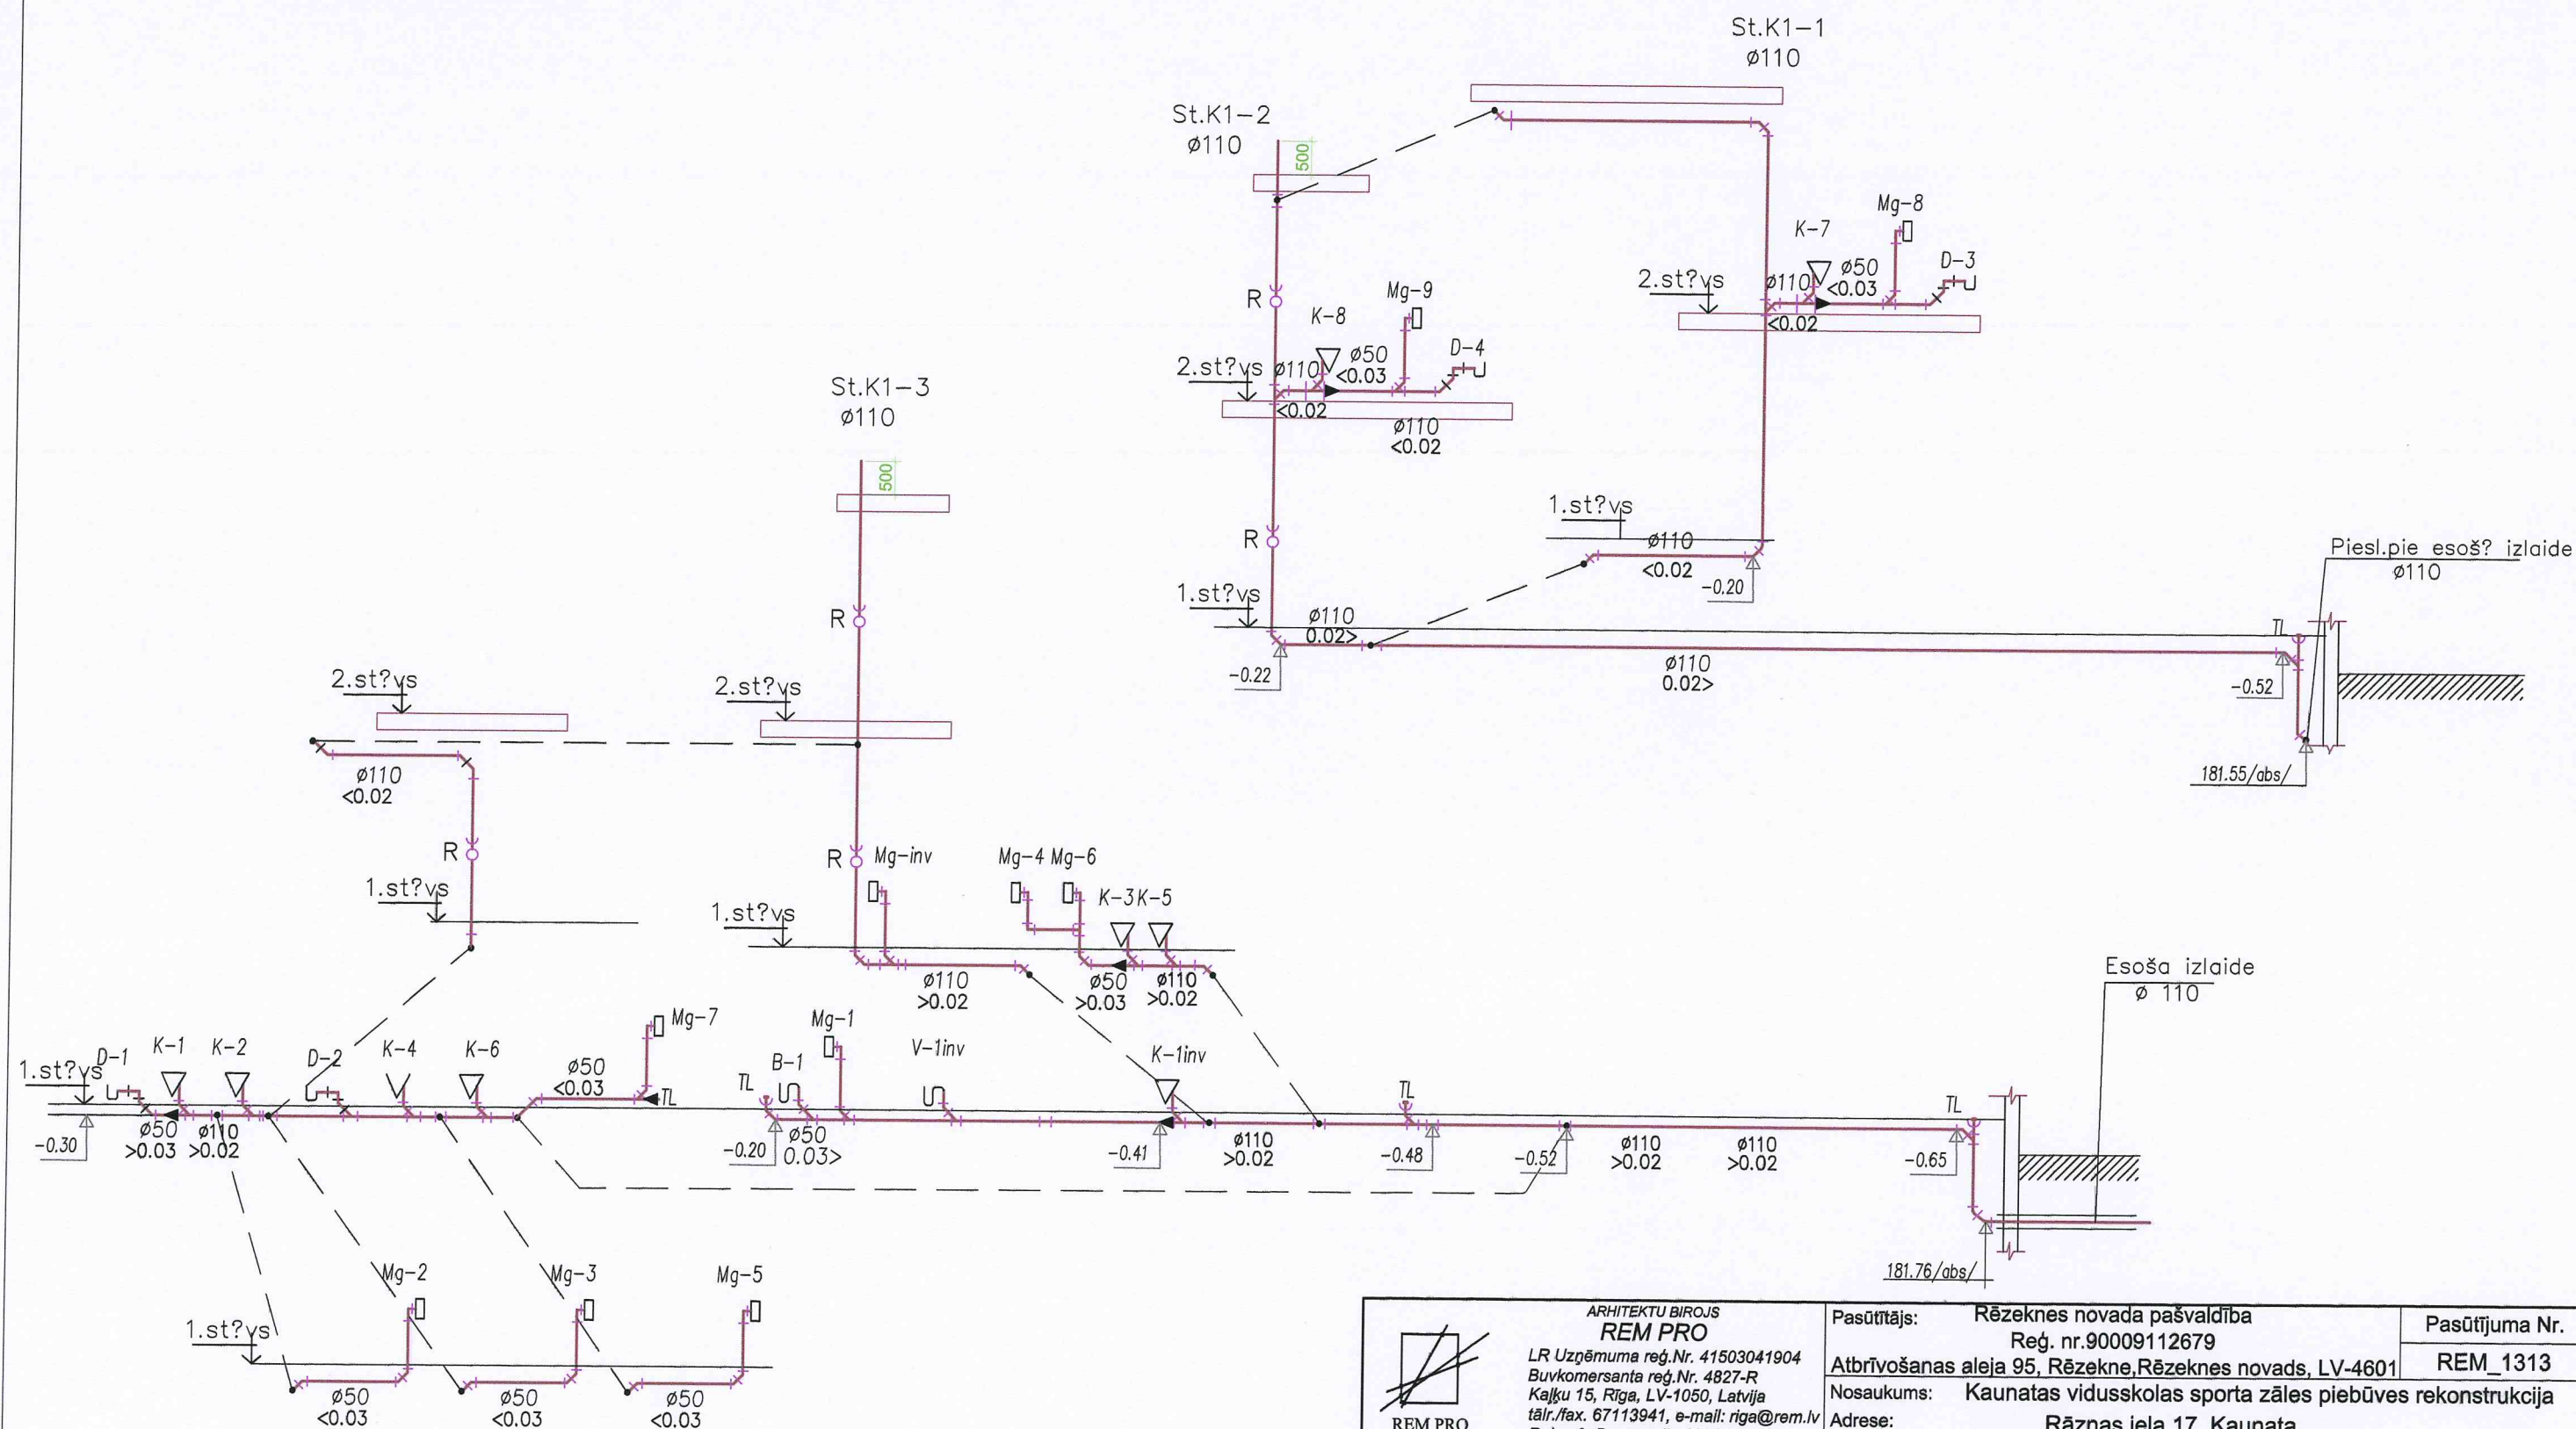 St.K1-1
ø110
St.K1-2
ø110
500
Mg-8
K-7
ø50
<0.03
D-3
2.st?vs
ø110
<0.02
R
Mg-9
K-8
ø50
<0.03
D-4
2.st?vs
ø110
<0.02
ø110
<0.02
St.K1-3
ø110
500
1.st?vs
ø110
<0.02
-0.20
R
Piesl.pie esoš? izlaide
ø110
1.st?vs
ø110
0.02>
-0.22
ø110
0.02>
TL
-0.52
181.55/abs/
R
2.st?vs
2.st?vs
ø110
<0.02
R
1.st?vs
R
Mg-inv
Mg-4
Mg-6
K-3
K-5
1.st?vs
ø110
>0.02
ø50
>0.03
ø110
>0.02
Esoša izlaide
ø 110
1.st?vs
D-1
K-1
K-2
D-2
K-4
K-6
ø50
<0.03
Mg-7
TL
TL
B-1
Mg-1
V-1inv
K-1inv
TL
TL
-0.30
ø50
>0.03
ø110
>0.02
-0.20
ø50
0.03>
-0.41
ø110
>0.02
-0.48
-0.52
ø110
>0.02
ø110
>0.02
-0.65
181.76/abs/
1.st?vs
Mg-2
Mg-3
Mg-5
ø50
<0.03
ø50
<0.03
ø50
<0.03
REM PRO
ARHITEKTU BIROJS
REM PRO
LR Uzņēmuma reģ.Nr. 41503041904
Buvkomersanta reģ.Nr. 4827-R
Kaļķu 15, Rīga, LV-1050, Latvija
tālr./fax. 67113941, e-mail: riga@rem.lv
Pasūtītājs: Rēzeknes novada pašvaldība
Reģ. nr.90009112679
Atbrīvošanas aleja 95, Rēzekne,Rēzeknes novads, LV-4601
Pasūtījuma Nr.
REM_1313
Nosaukums: Kaunatas vidusskolas sporta zāles piebūves rekonstrukcija
Adrese: Rāznas iela 17, Kaunata